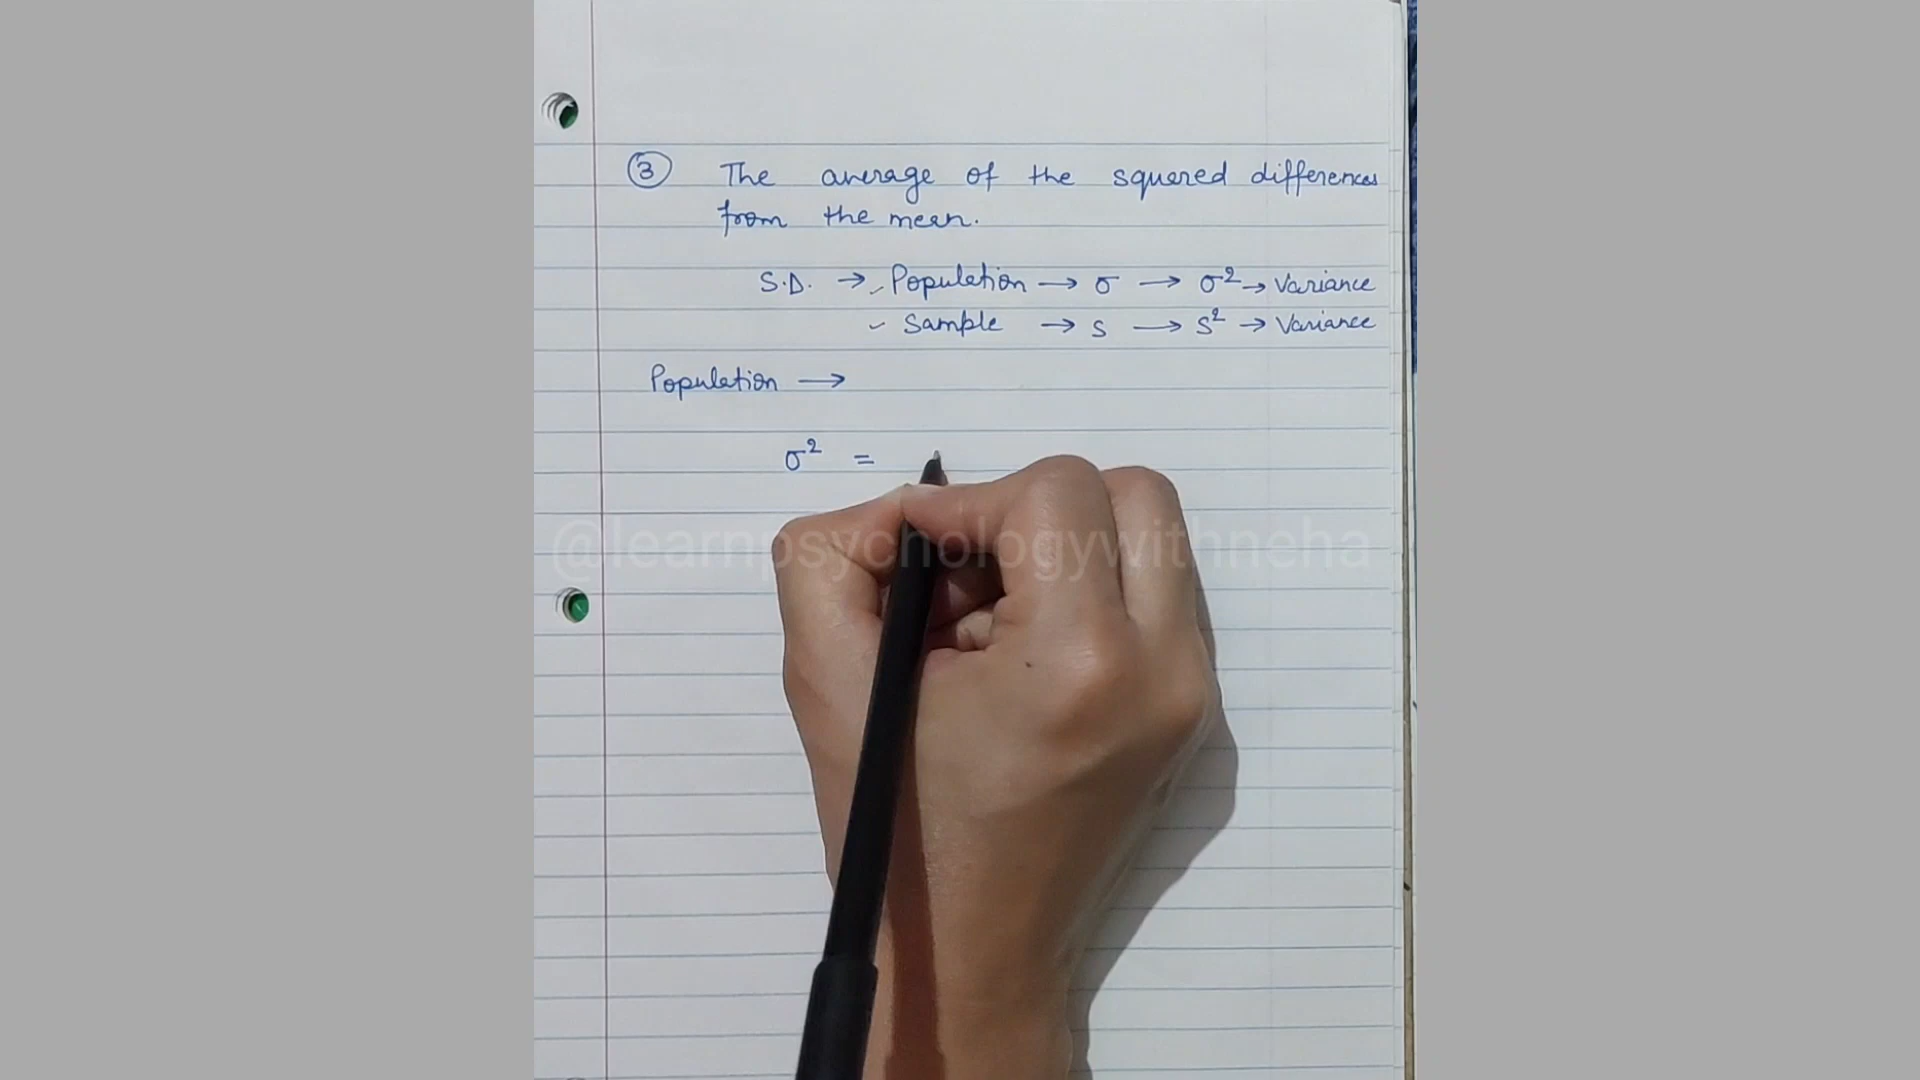 3 The average of the squared differences
from the mean.
S.D. → Population → σ → σ² → Variance
Sample → s → s² → Variance
Population →
σ² =
@learnpsychologywithneha